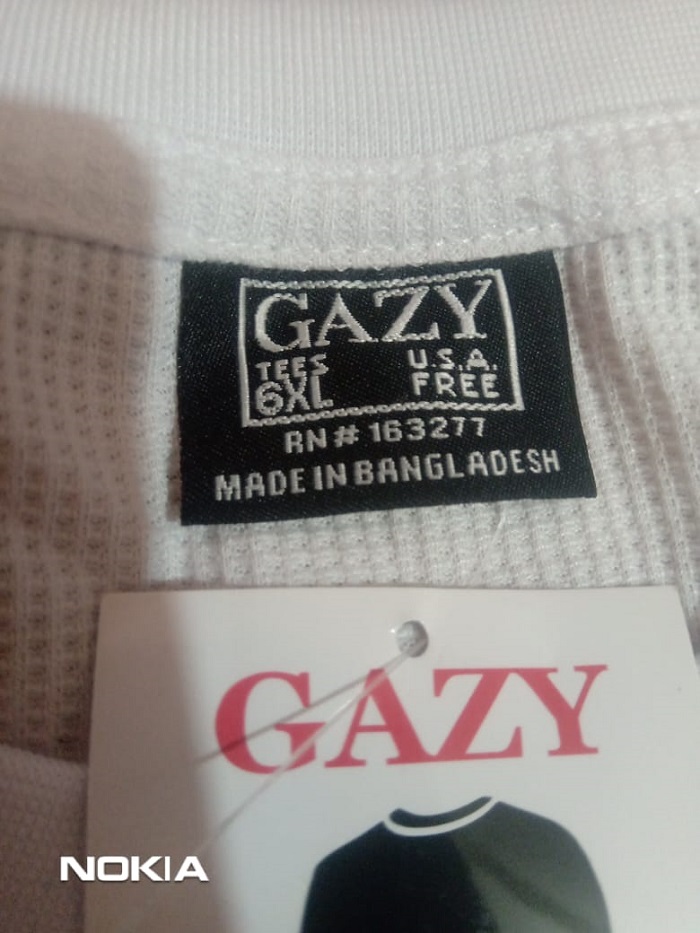 GAZY
TEES U.S.A.
6XL FREE
RN# 163277
MADE IN BANGLADESH
GAZY
NOKIA